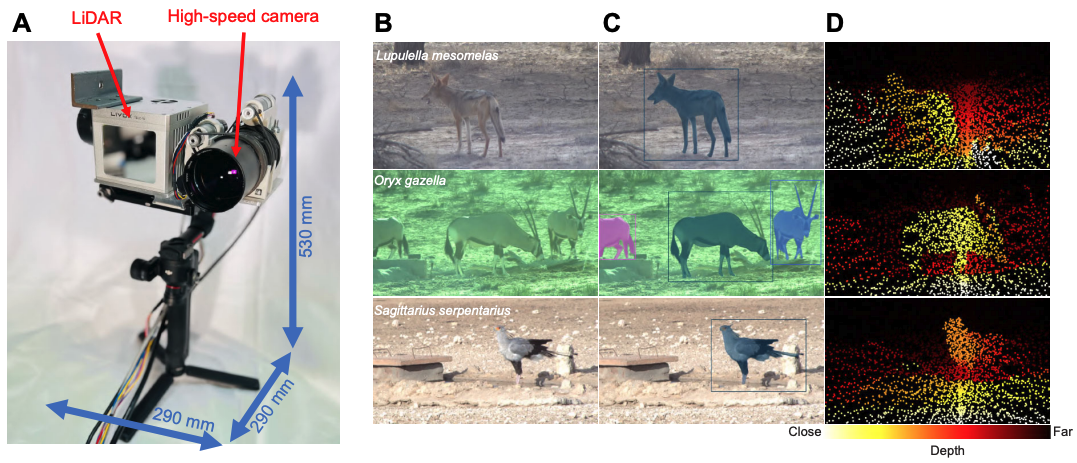 A
LiDAR
High-speed camera
530 mm
290 mm
290 mm
B
C
D
Lupulella mesomelas
Oryx gazella
Sagittarius serpentarius
Close
Far
Depth